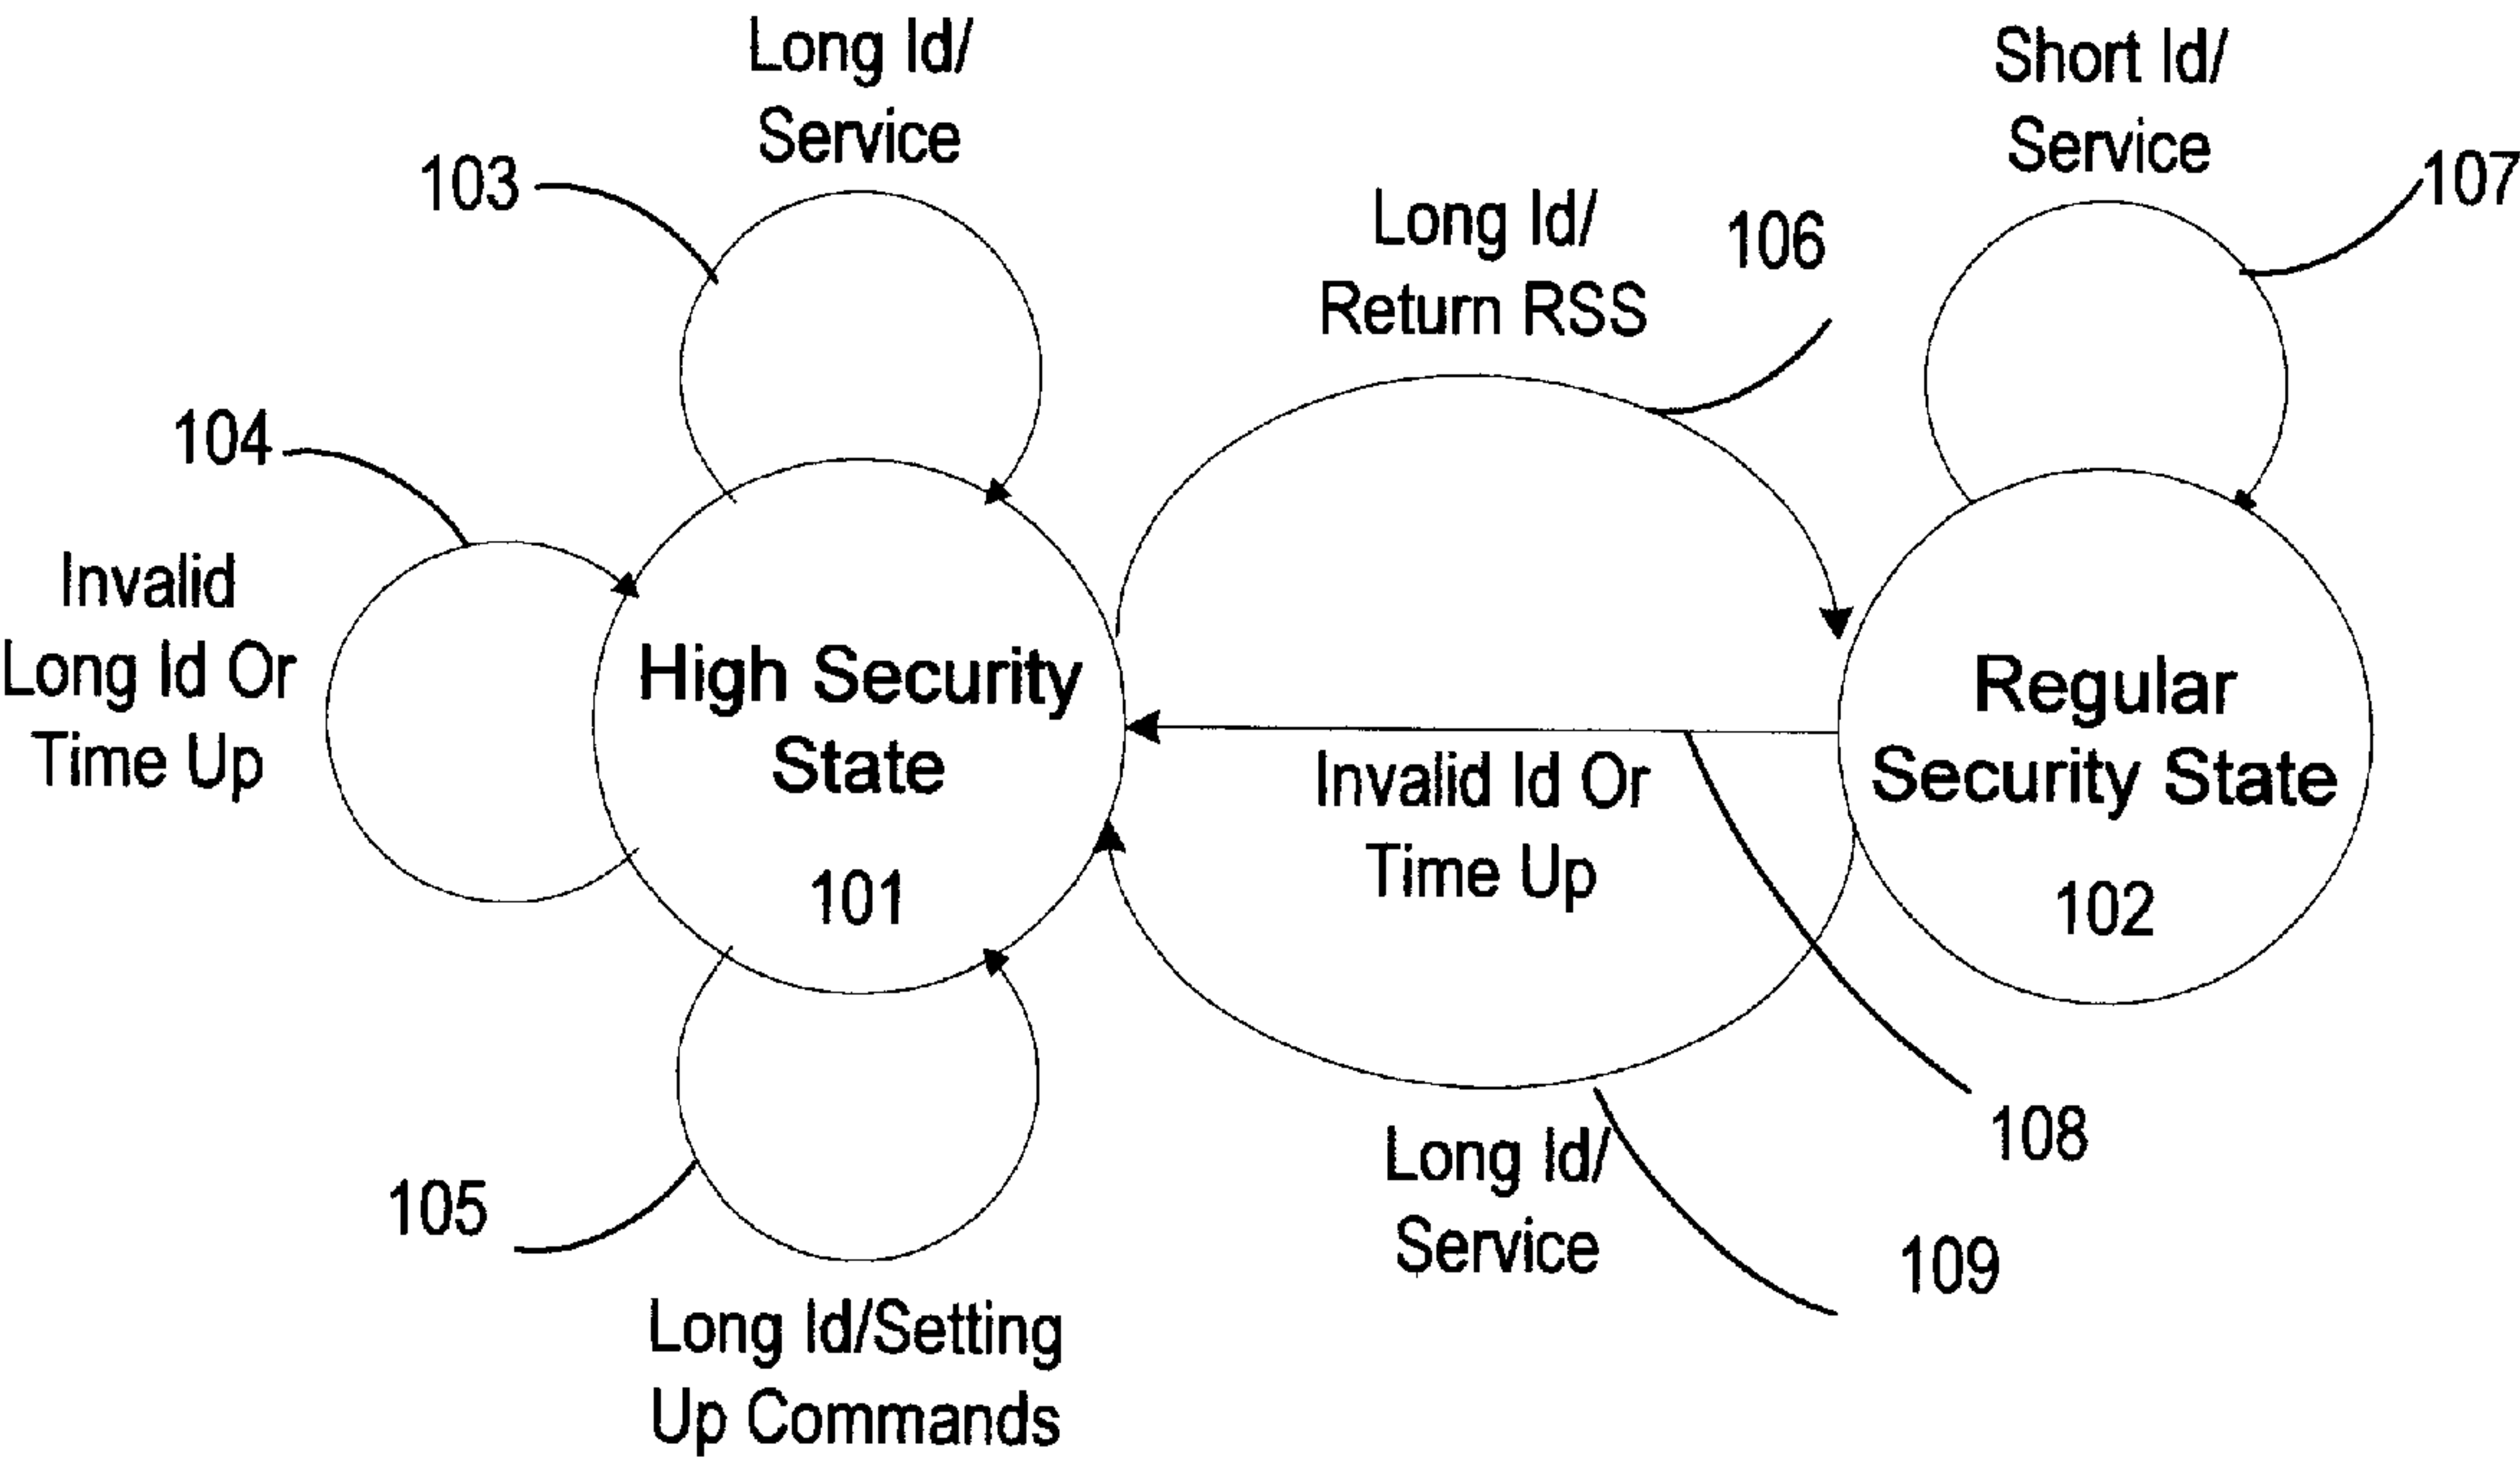 Long Id/
Service
103
Short Id/
Service
107
Long Id/
Return RSS
106
104
Invalid
Long Id Or
Time Up
High Security
State
101
Invalid Id Or
Time Up
Regular
Security State
102
108
Long Id/
Service
109
105
Long Id/Setting
Up Commands